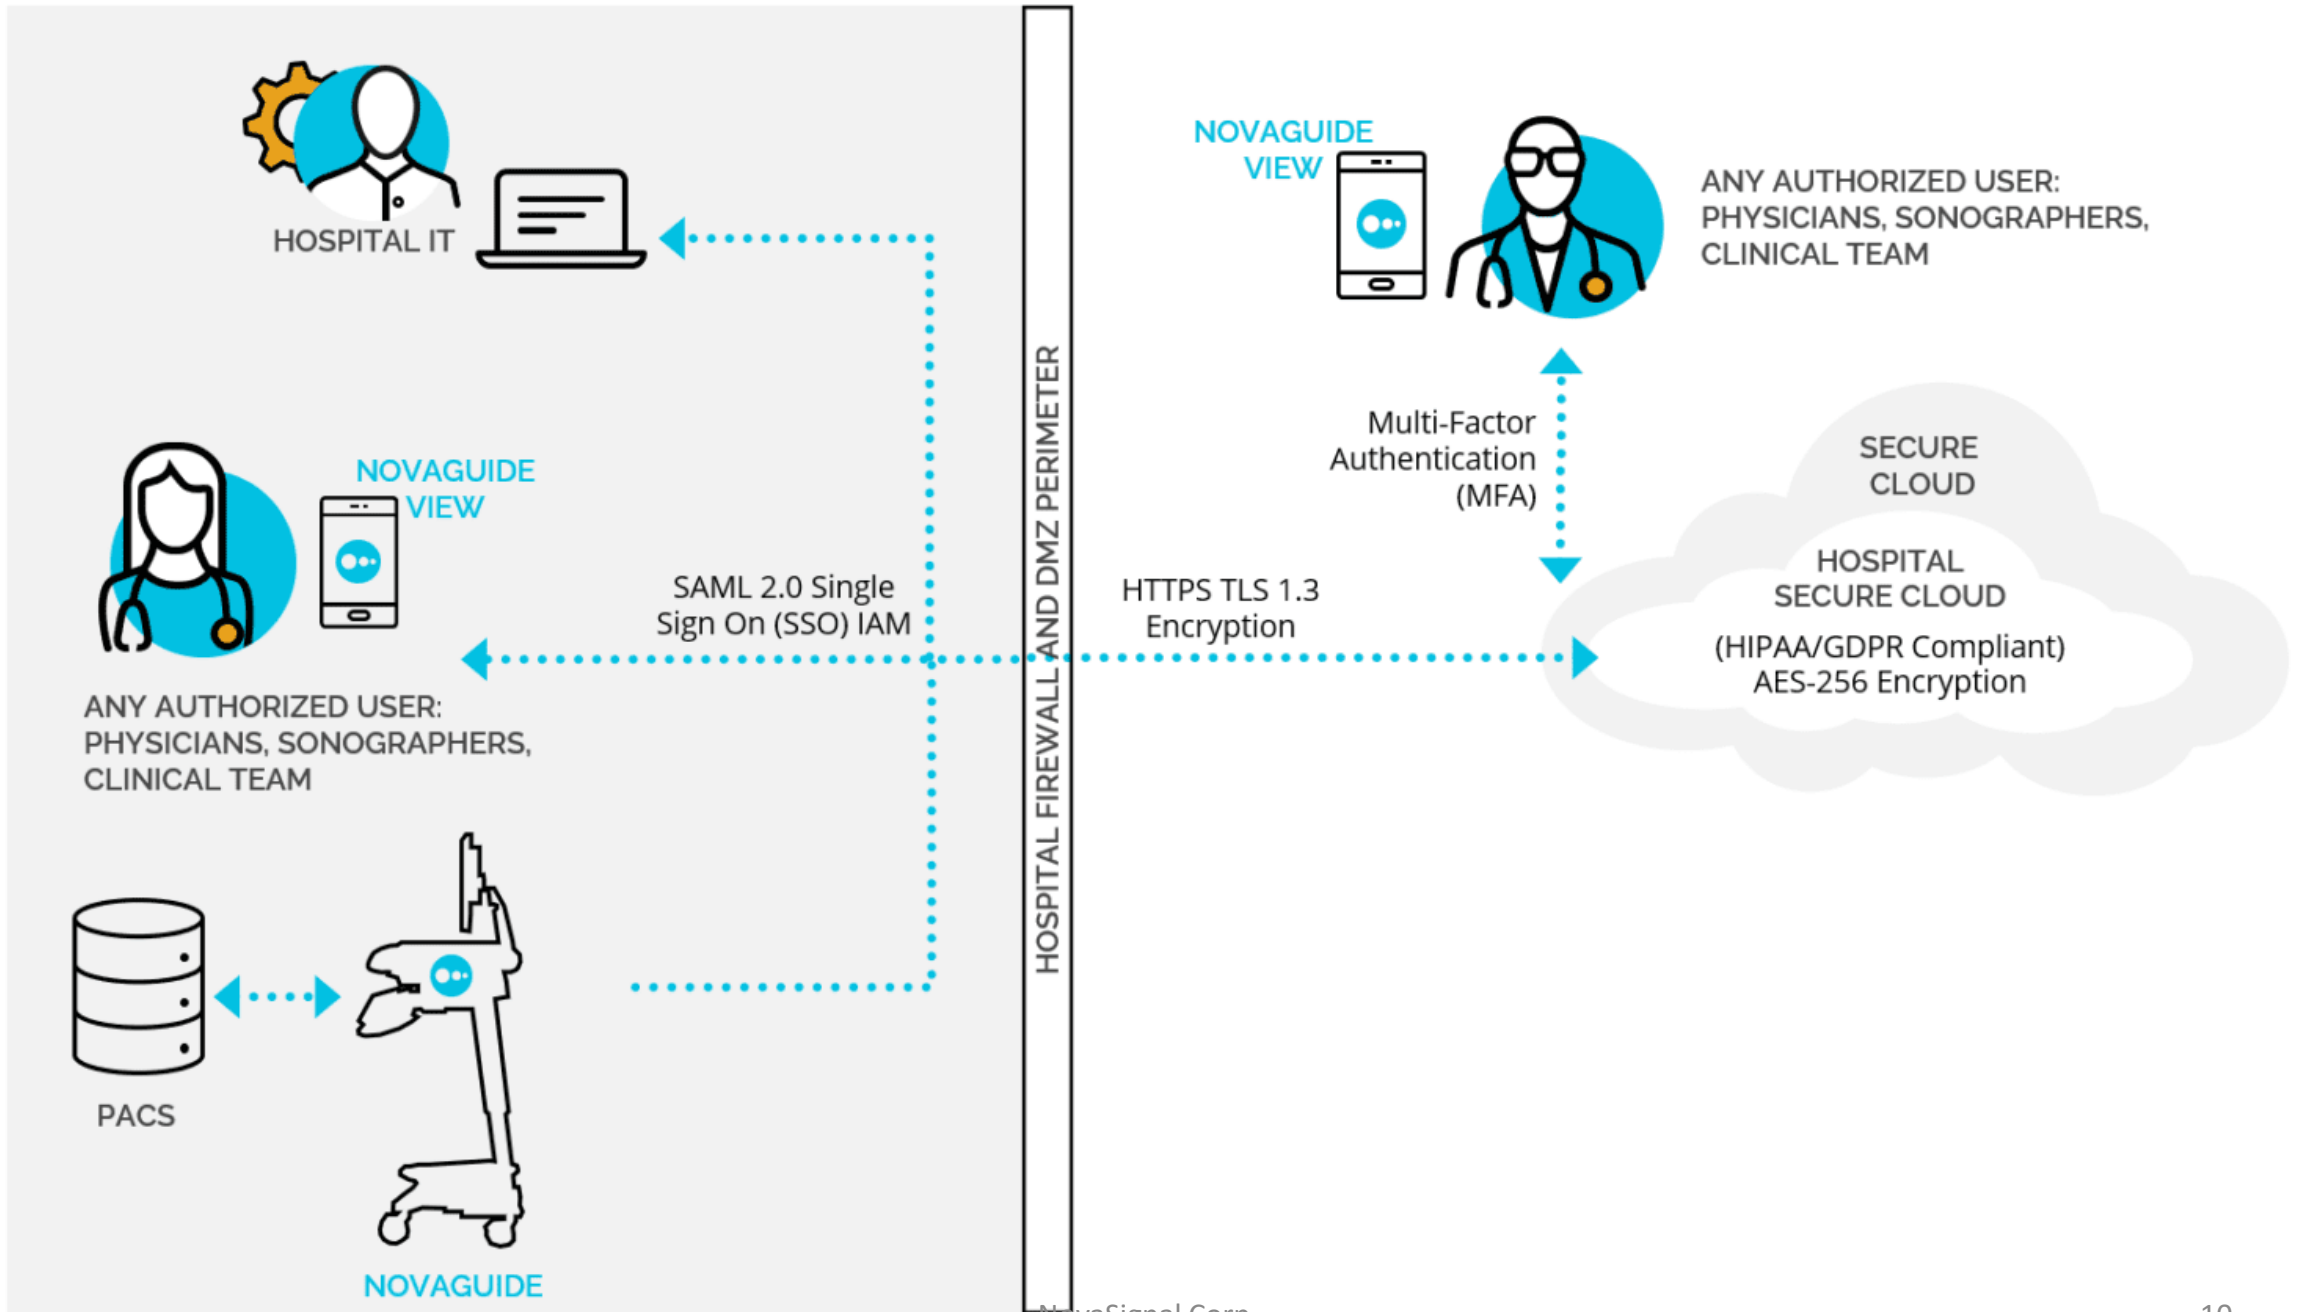 HOSPITAL IT
NOVAGUIDE
VIEW
ANY AUTHORIZED USER:
PHYSICIANS, SONOGRAPHERS,
CLINICAL TEAM
SAML 2.0 Single
Sign On (SSO) IAM
PACS
NOVAGUIDE
HOSPITAL FIREWALL AND DMZ PERIMETER
NOVAGUIDE
VIEW
ANY AUTHORIZED USER:
PHYSICIANS, SONOGRAPHERS,
CLINICAL TEAM
Multi-Factor
Authentication
(MFA)
HTTPS TLS 1.3
Encryption
SECURE
CLOUD
HOSPITAL
SECURE CLOUD
(HIPAA/GDPR Compliant)
AES-256 Encryption
NovaSignal Corp